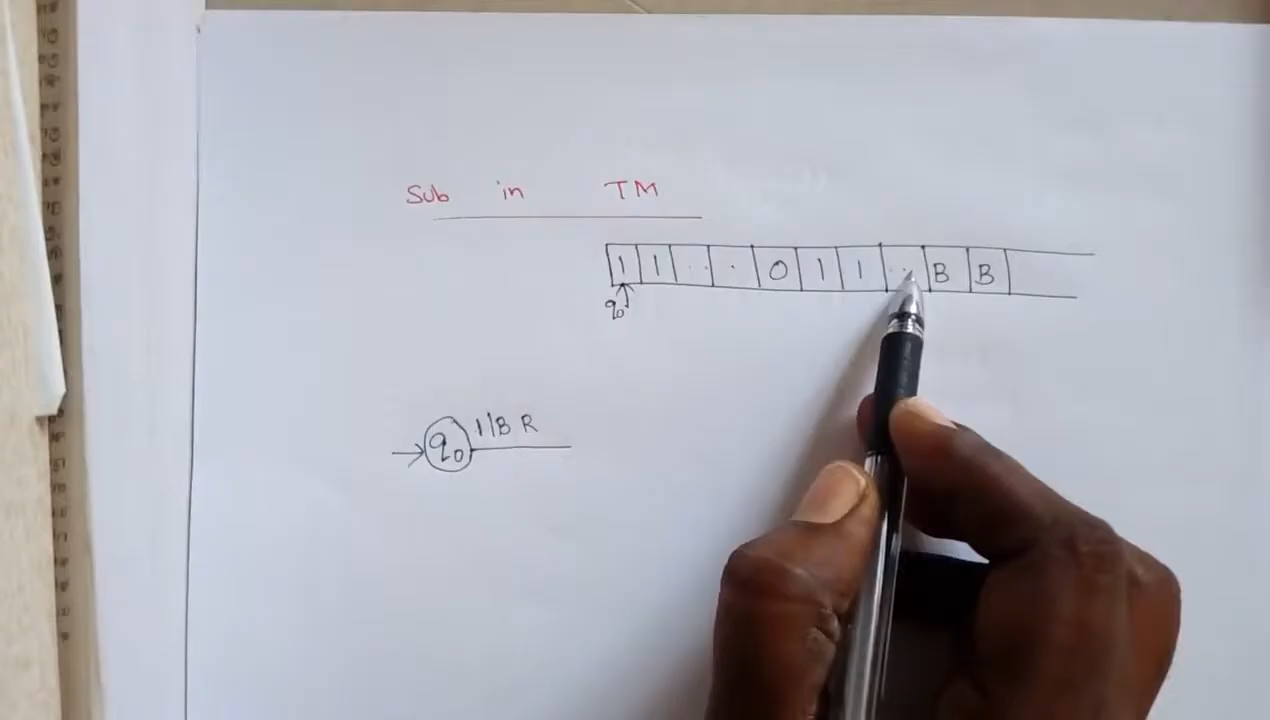 Sub in TM
1 1 . . . 0 1 1 . . B B
q0
q0 1/B R